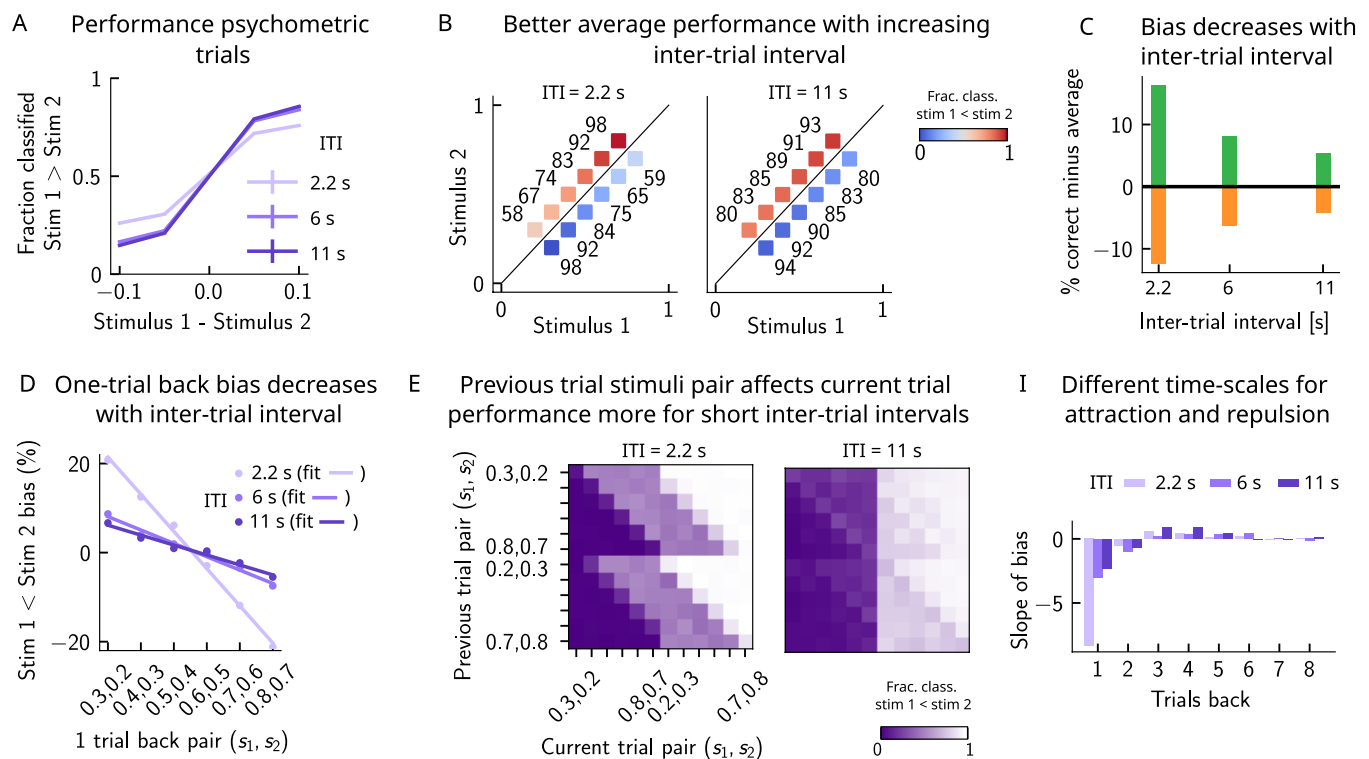 A
Performance psychometric
trials
Fraction classified
Stim 1 > Stim 2
1
0.5
0
−0.1
0.0
0.1
Stimulus 1 - Stimulus 2
ITI
2.2 s
6 s
11 s
B
Better average performance with increasing
inter-trial interval
ITI = 2.2 s
Stimulus 2
1
0
98
92
83
74
67
58
59
65
75
84
92
98
0
1
Stimulus 1
ITI = 11 s
93
91
89
85
83
80
80
83
85
90
92
94
0
1
Stimulus 1
Frac. class.
stim 1 < stim 2
0
1
C
Bias decreases with
inter-trial interval
% correct minus average
10
0
−10
2.2
6
11
Inter-trial interval [s]
D
One-trial back bias decreases
with inter-trial interval
Stim 1 < Stim 2 bias (%)
20
0
−20
ITI
2.2 s (fit )
6 s (fit )
11 s (fit )
0.3,0.2
0.4,0.3
0.5,0.4
0.6,0.5
0.7,0.6
0.8,0.7
1 trial back pair (s₁, s₂)
E
Previous trial stimuli pair affects current trial
performance more for short inter-trial intervals
ITI = 2.2 s
ITI = 11 s
Previous trial pair (s₁, s₂)
0.3,0.2
0.8,0.7
0.2,0.3
0.7,0.8
0.3,0.2
0.8,0.7
0.2,0.3
0.7,0.8
Current trial pair (s₁, s₂)
Frac. class.
stim 1 < stim 2
0
1
I
Different time-scales for
attraction and repulsion
ITI
2.2 s
6 s
11 s
Slope of bias
0
−5
1
2
3
4
5
6
7
8
Trials back